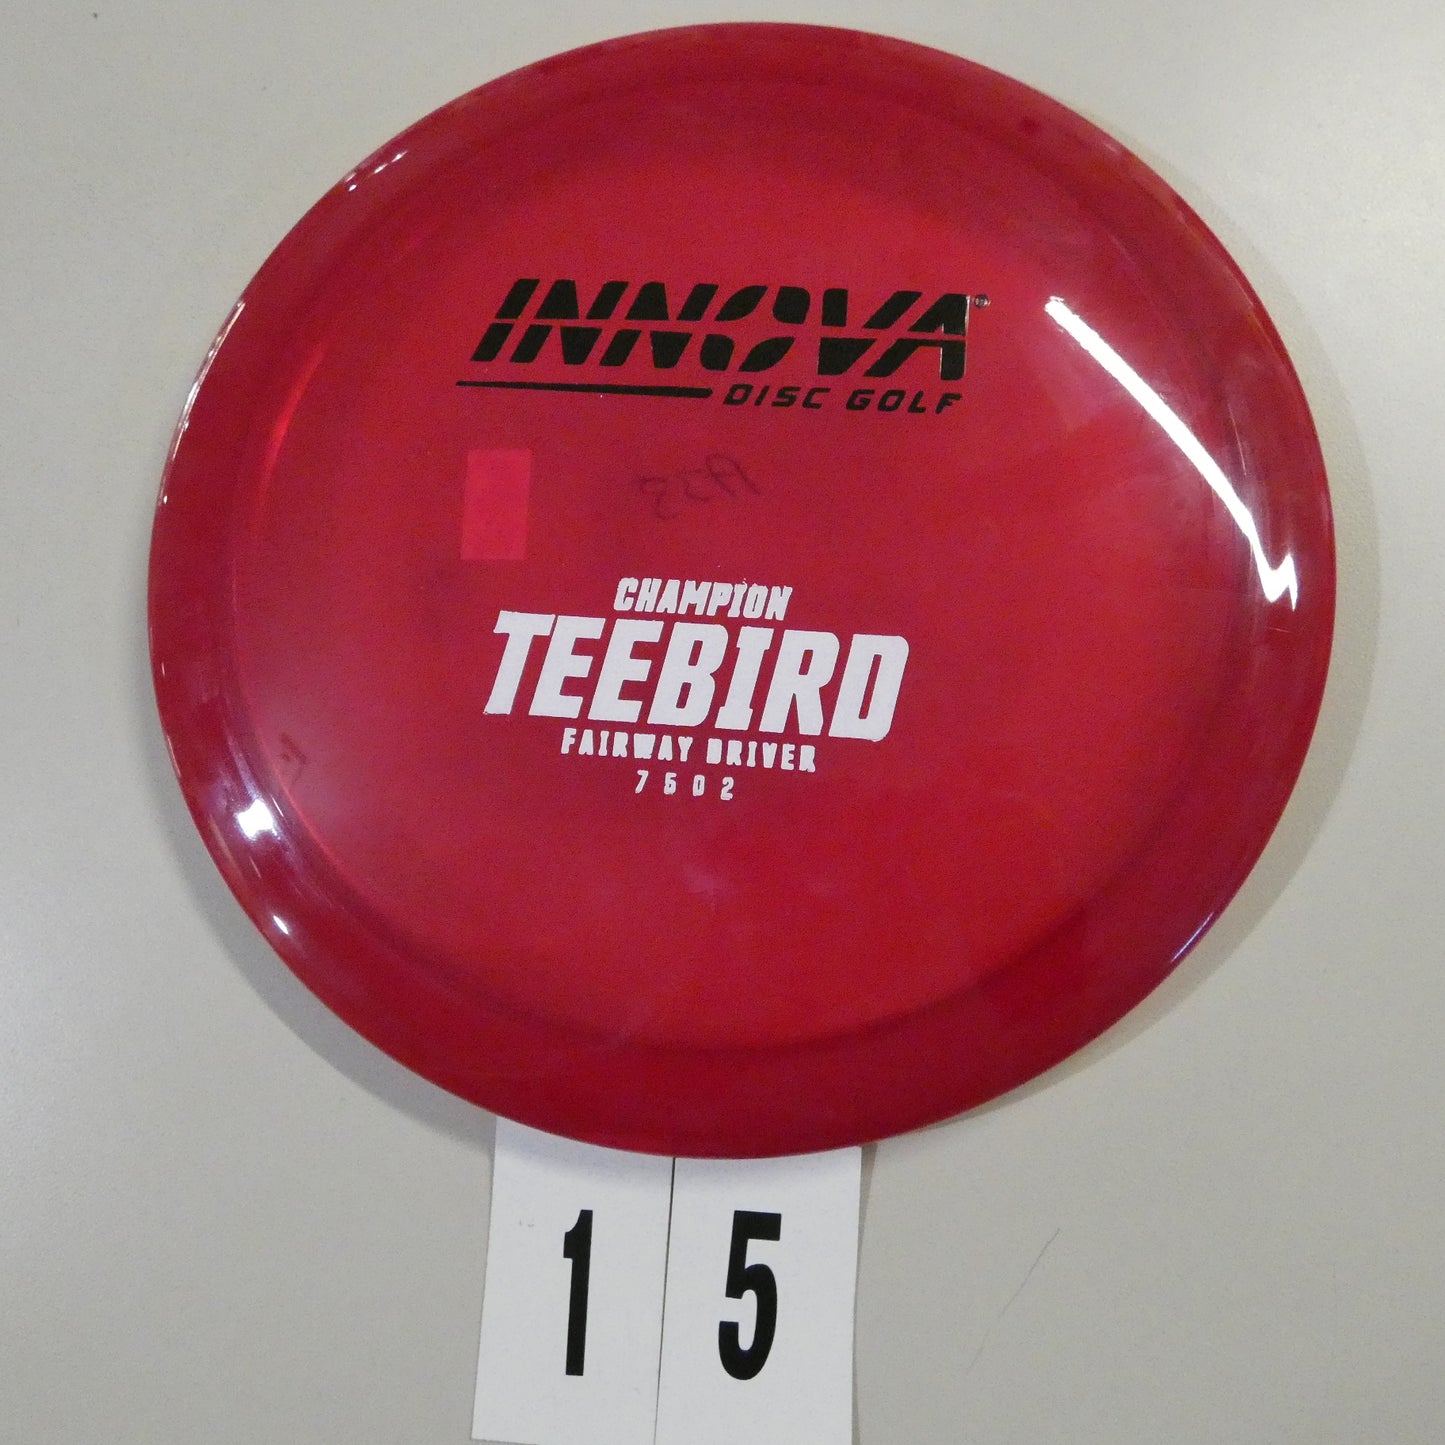 INNOVA
DISC GOLF
CHAMPION
TEEBIRD
FAIRWAY DRIVER
7 5 0 2
1 5